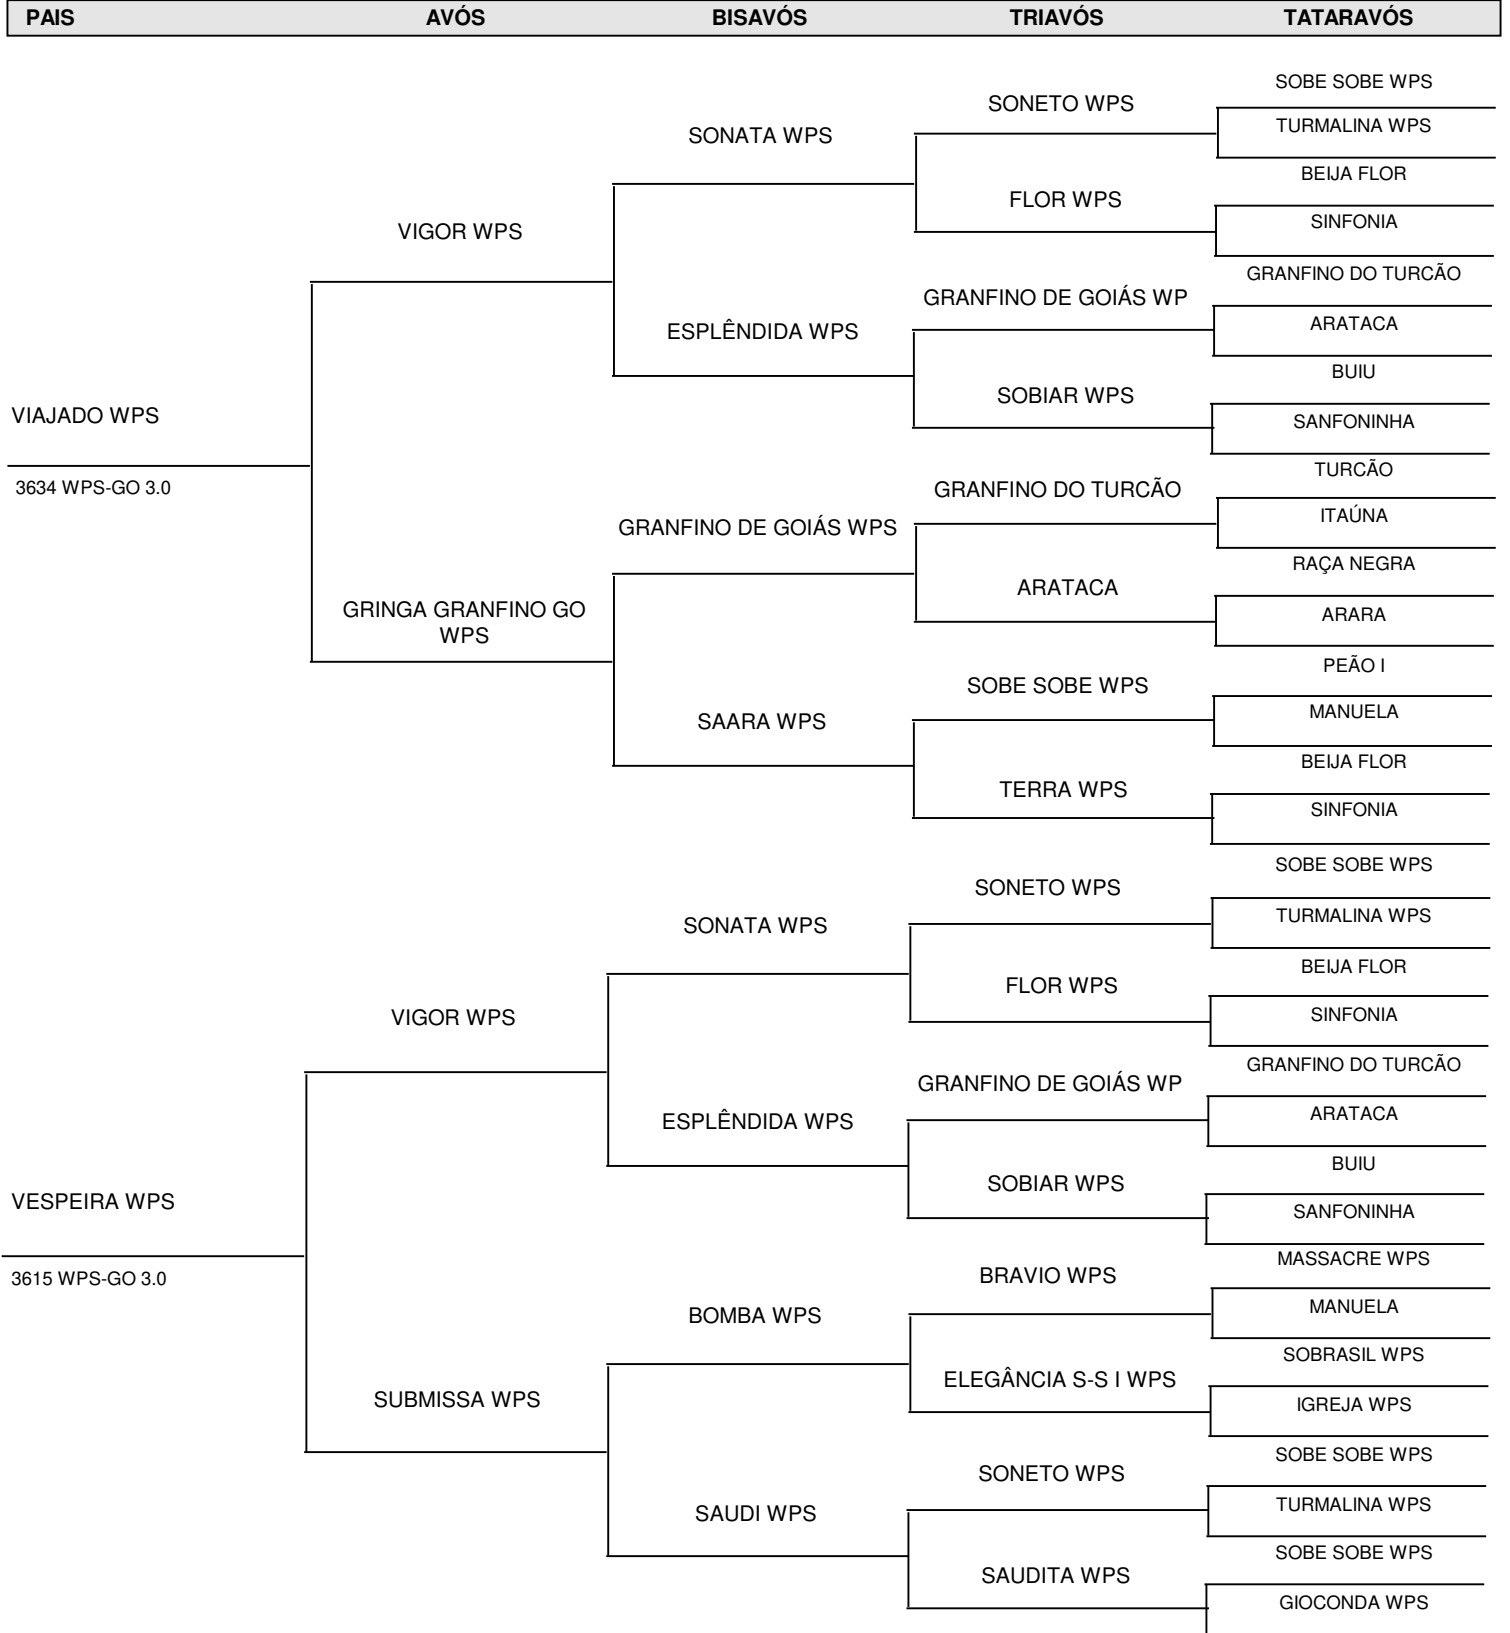 PAIS AVÓS BISAVÓS TRIAVÓS TATARAVÓS
SOBE SOBE WPS
SONETO WPS
TURMALINA WPS
SONATA WPS
BEIJA FLOR
FLOR WPS
SINFONIA
VIGOR WPS
GRANFINO DO TURCÃO
GRANFINO DE GOIÁS WP
ARATACA
ESPLÊNDIDA WPS
BUIU
SOBIAR WPS
SANFONINHA
VIAJADO WPS
3634 WPS-GO 3.0
TURCÃO
GRANFINO DO TURCÃO
ITAÚNA
GRANFINO DE GOIÁS WPS
RAÇA NEGRA
ARATACA
ARARA
GRINGA GRANFINO GO
WPS
PEÃO I
SOBE SOBE WPS
MANUELA
SAARA WPS
BEIJA FLOR
TERRA WPS
SINFONIA
SOBE SOBE WPS
SONETO WPS
TURMALINA WPS
SONATA WPS
BEIJA FLOR
FLOR WPS
SINFONIA
VIGOR WPS
GRANFINO DO TURCÃO
GRANFINO DE GOIÁS WP
ARATACA
ESPLÊNDIDA WPS
BUIU
SOBIAR WPS
SANFONINHA
VESPEIRA WPS
3615 WPS-GO 3.0
MASSACRE WPS
BRAVIO WPS
MANUELA
BOMBA WPS
SOBRASIL WPS
ELEGÂNCIA S-S I WPS
IGREJA WPS
SUBMISSA WPS
SOBE SOBE WPS
SONETO WPS
TURMALINA WPS
SAUDI WPS
SOBE SOBE WPS
SAUDITA WPS
GIOCONDA WPS